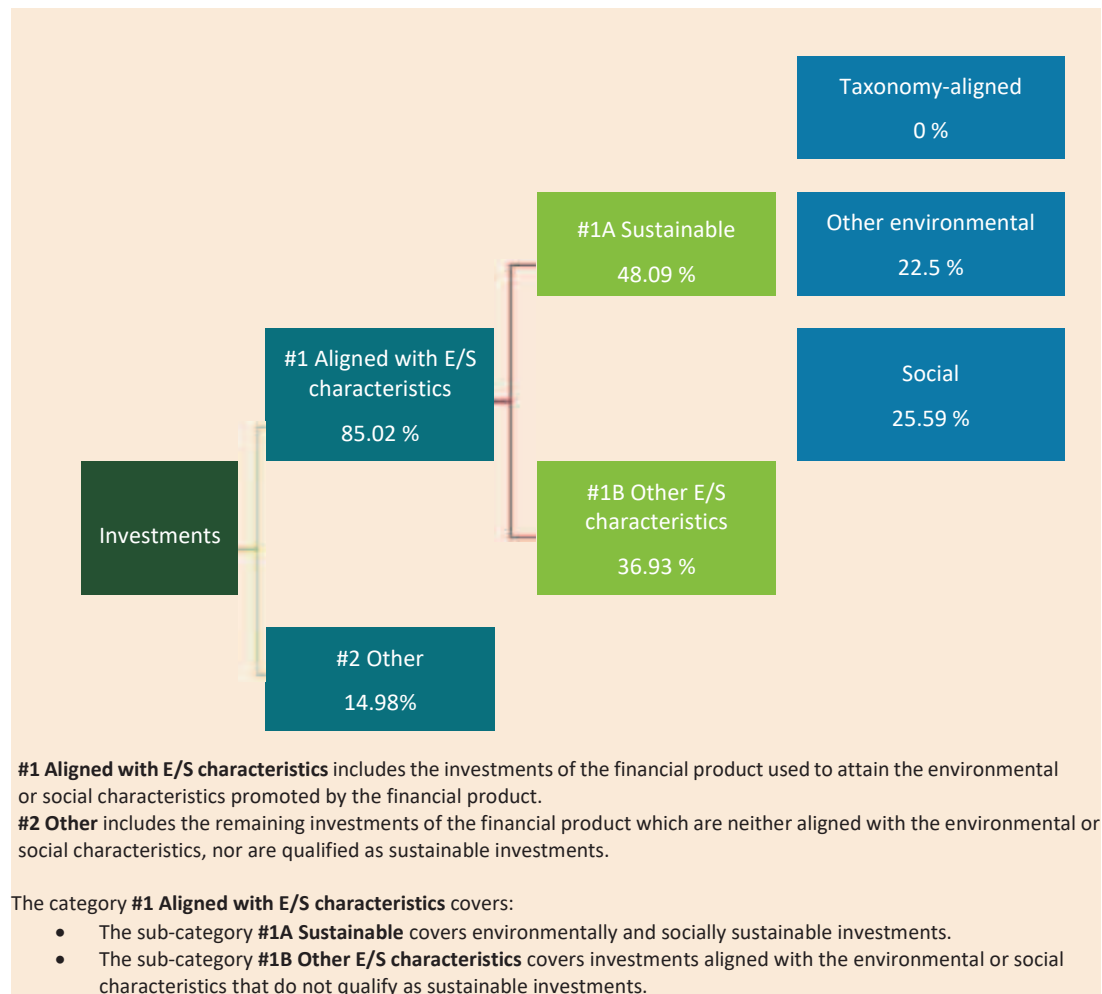 Taxonomy-aligned
0 %
#1A Sustainable
48.09 %
Other environmental
22.5 %
#1 Aligned with E/S
characteristics
85.02 %
Social
25.59 %
Investments
#1B Other E/S
characteristics
36.93 %
#2 Other
14.98%
#1 Aligned with E/S characteristics includes the investments of the financial product used to attain the environmental
or social characteristics promoted by the financial product.
#2 Other includes the remaining investments of the financial product which are neither aligned with the environmental or
social characteristics, nor are qualified as sustainable investments.
The category #1 Aligned with E/S characteristics covers:
• The sub-category #1A Sustainable covers environmentally and socially sustainable investments.
• The sub-category #1B Other E/S characteristics covers investments aligned with the environmental or social
characteristics that do not qualify as sustainable investments.